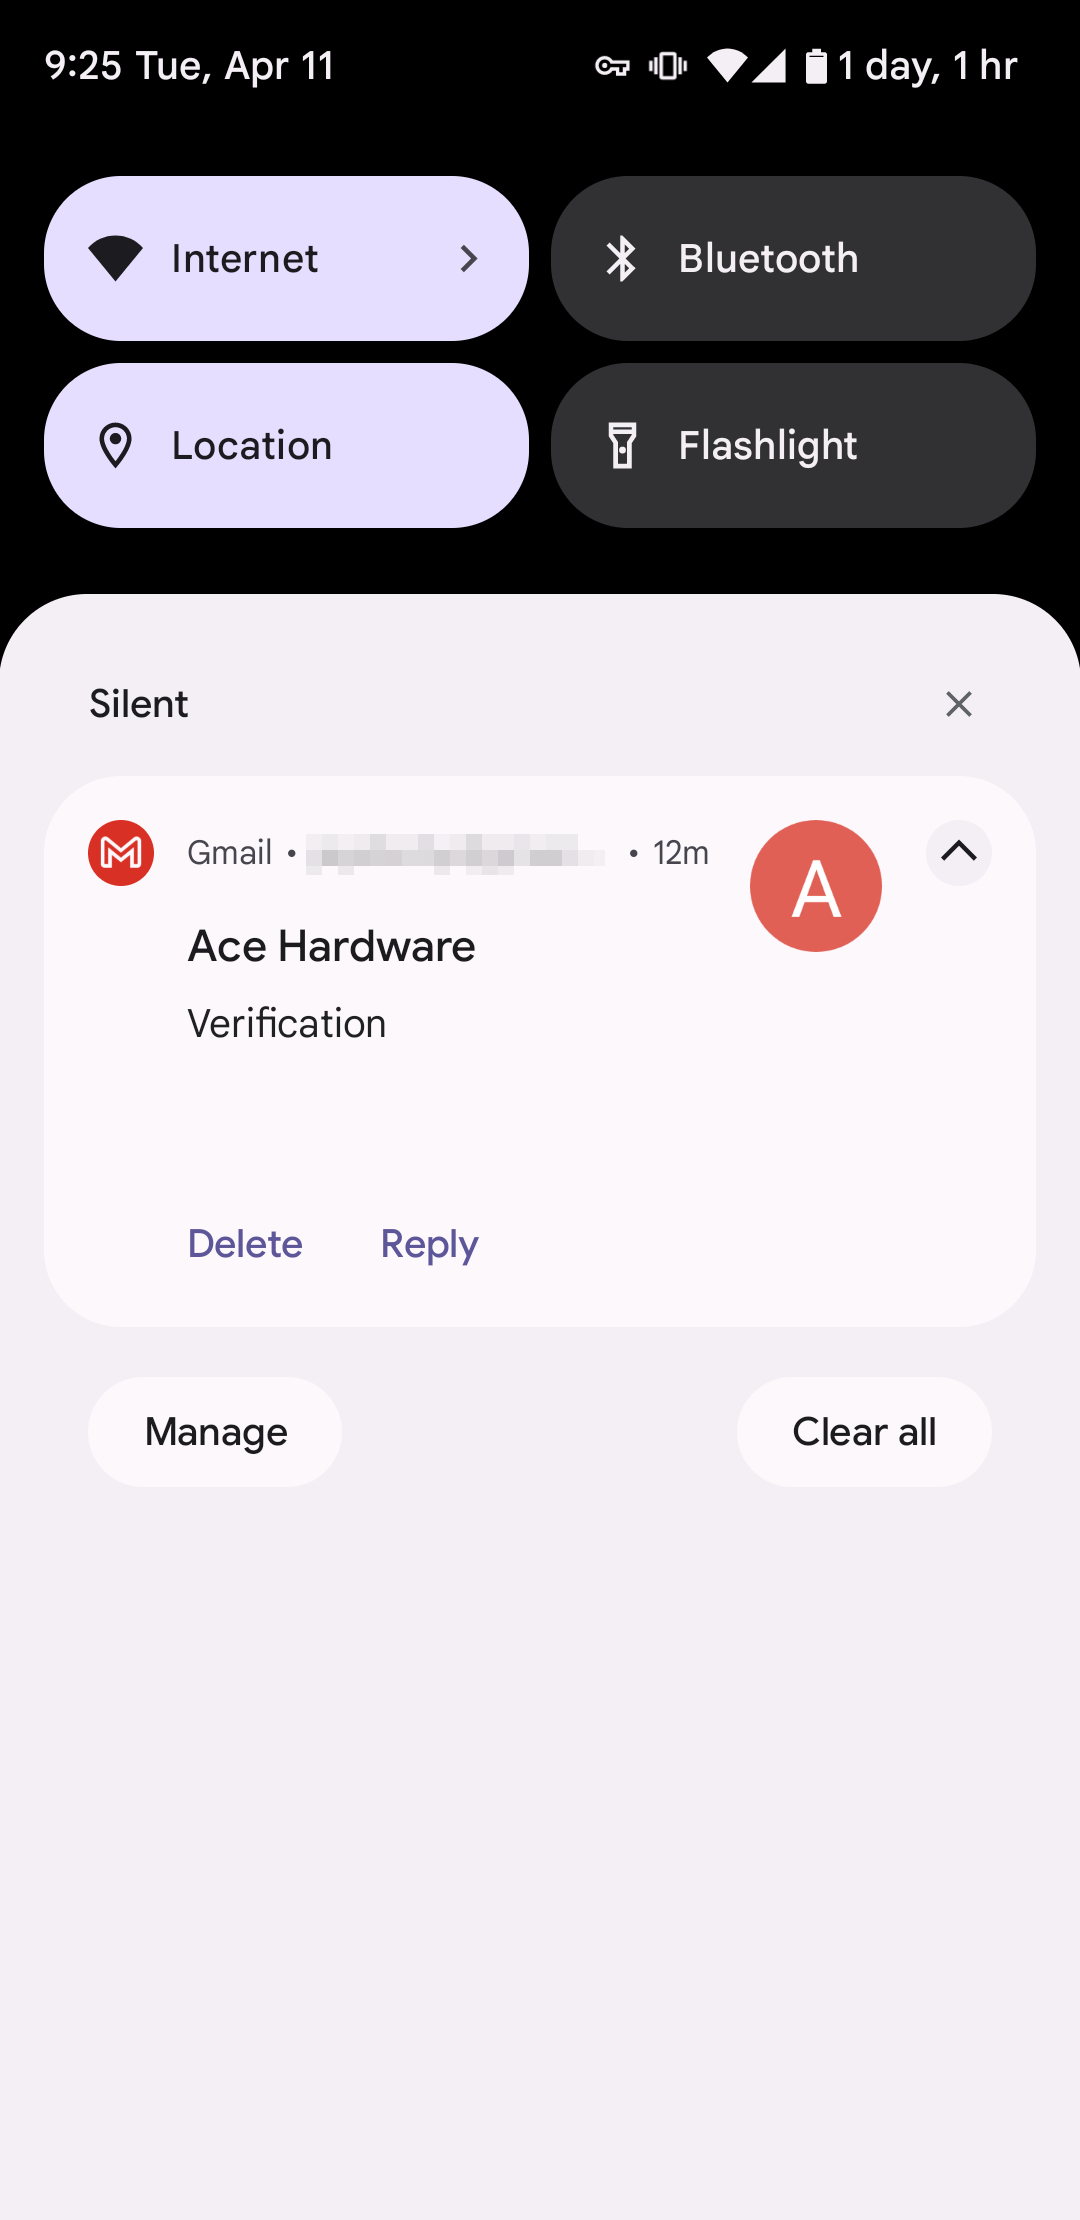 9:25 Tue, Apr 11 1 day, 1 hr
Internet
Bluetooth
Location
Flashlight
Silent
Gmail • • 12m
A
Ace Hardware
Verification
Delete Reply
Manage
Clear all